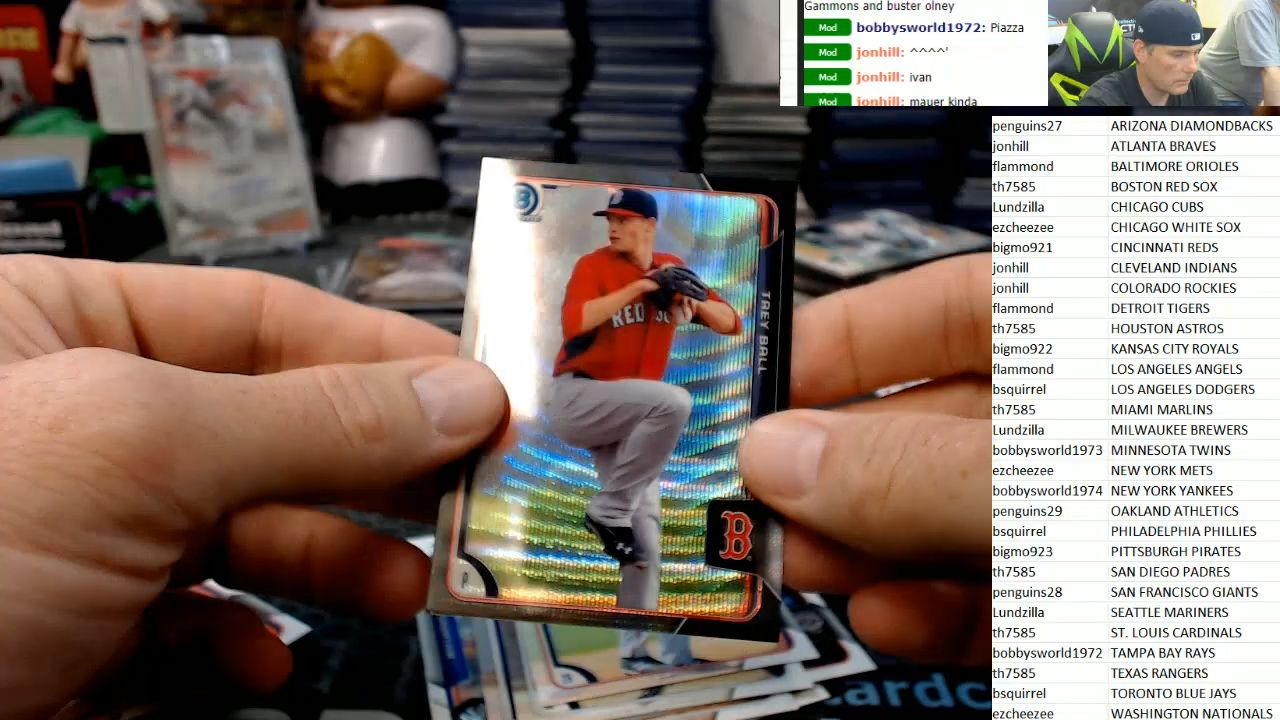 Gammons and buster olney
Mod bobbysworld1972: Piazza
Mod jonhill: ^^^^'
Mod jonhill: ivan
Mod jonhill: mauer kinda
penguins27 ARIZONA DIAMONDBACKS
jonhill ATLANTA BRAVES
flammond BALTIMORE ORIOLES
th7585 BOSTON RED SOX
Lundzilla CHICAGO CUBS
ezcheezee CHICAGO WHITE SOX
bigmo921 CINCINNATI REDS
jonhill CLEVELAND INDIANS
jonhill COLORADO ROCKIES
flammond DETROIT TIGERS
th7585 HOUSTON ASTROS
bigmo922 KANSAS CITY ROYALS
flammond LOS ANGELES ANGELS
bsquirrel LOS ANGELES DODGERS
th7585 MIAMI MARLINS
Lundzilla MILWAUKEE BREWERS
bobbysworld1973 MINNESOTA TWINS
ezcheezee NEW YORK METS
bobbysworld1974 NEW YORK YANKEES
penguins29 OAKLAND ATHLETICS
bsquirrel PHILADELPHIA PHILLIES
bigmo923 PITTSBURGH PIRATES
th7585 SAN DIEGO PADRES
penguins28 SAN FRANCISCO GIANTS
Lundzilla SEATTLE MARINERS
th7585 ST. LOUIS CARDINALS
bobbysworld1972 TAMPA BAY RAYS
th7585 TEXAS RANGERS
bsquirrel TORONTO BLUE JAYS
ezcheezee WASHINGTON NATIONALS
B
RED SO
TREY BALL
B
P
ardc